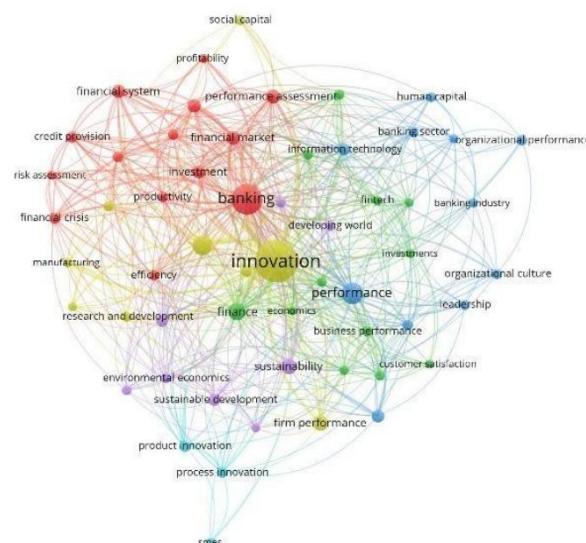 social capital
profitability
financial system
performance assessment
human capital
credit provision
financial market
banking sector
organizational performance
information technology
risk assessment
investment
productivity
banking
fintech
banking industry
financial crisis
developing world
manufacturing
innovation
investments
efficiency
organizational culture
performance
research and development
finance
economics
leadership
business performance
sustainability
customer satisfaction
environmental economics
sustainable development
firm performance
product innovation
process innovation
smes